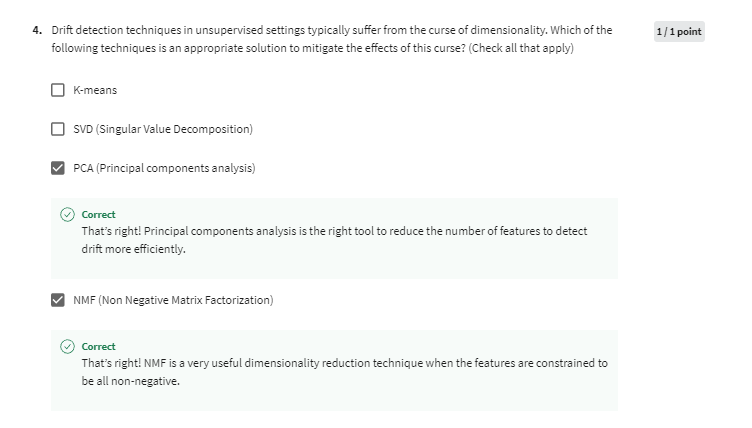 4. Drift detection techniques in unsupervised settings typically suffer from the curse of dimensionality. Which of the
1 / 1 point
following techniques is an appropriate solution to mitigate the effects of this curse? (Check all that apply)
K-means
SVD (Singular Value Decomposition)
PCA (Principal components analysis)
Correct
That's right! Principal components analysis is the right tool to reduce the number of features to detect
drift more efficiently.
NMF (Non Negative Matrix Factorization)
Correct
That's right! NMF is a very useful dimensionality reduction technique when the features are constrained to
be all non-negative.